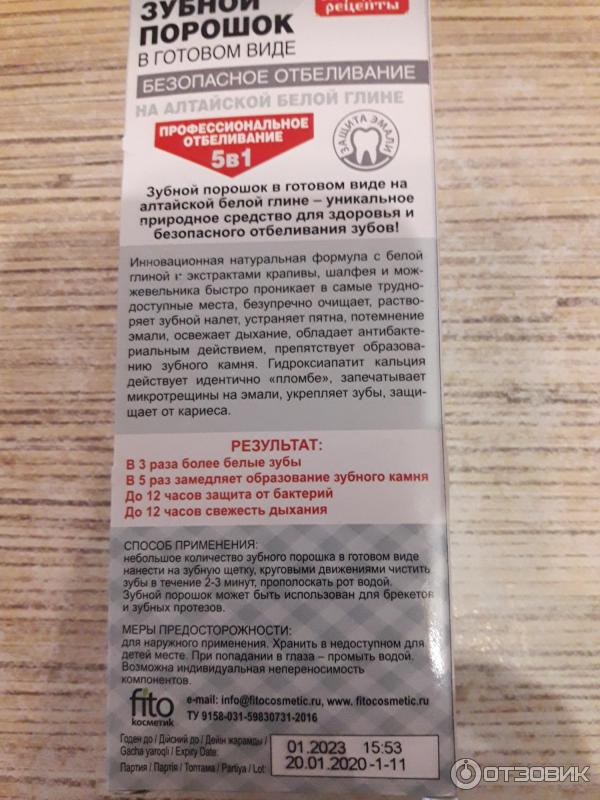 ЗУБНОЙ
рецепты
ПОРОШОК
В ГОТОВОМ ВИДЕ
БЕЗОПАСНОЕ ОТБЕЛИВАНИЕ
НА АЛТАЙСКОЙ БЕЛОЙ ГЛИНЕ
ПРОФЕССИОНАЛЬНОЕ
ОТБЕЛИВАНИЕ
5в1
ЗАЩИТА ЭМАЛИ
Зубной порошок в готовом виде на
алтайской белой глине – уникальное
природное средство для здоровья и
безопасного отбеливания зубов!
Инновационная натуральная формула с белой
глиной и экстрактами крапивы, шалфея и мож-
жевельника быстро проникает в самые трудно-
доступные места, безупречно очищает, раство-
ряет зубной налет, устраняет пятна, потемнение
эмали, освежает дыхание, обладает антибакте-
риальным действием, препятствует образова-
нию зубного камня. Гидроксиапатит кальция
действует идентично «пломбе», запечатывает
микротрещины на эмали, укрепляет зубы, защи-
щает от кариеса.
РЕЗУЛЬТАТ:
В 3 раза более белые зубы
В 5 раз замедляет образование зубного камня
До 12 часов защита от бактерий
До 12 часов свежесть дыхания
СПОСОБ ПРИМЕНЕНИЯ:
небольшое количество зубного порошка в готовом виде
нанести на зубную щетку, круговыми движениями чистить
зубы в течение 2-3 минут, прополоскать рот водой.
Зубной порошок может быть использован для брекетов
и зубных протезов.
МЕРЫ ПРЕДОСТОРОЖНОСТИ:
для наружного применения. Хранить в недоступном для
детей месте. При попадании в глаза – промыть водой.
Возможна индивидуальная непереносимость
компонентов.
fito
косметик
e-mail: info@fitocosmetic.ru, www.fitocosmetic.ru
ТУ 9158-031-59830731-2016
Годен до / Дійсний до / Дейін жарамды /
Gacha yaroqli / Expiry Date:
01.2023 15:53
20.01.2020 -1-11
Партия / Партія / Топтама / Partiya / Lot:
ОТЗОВИК